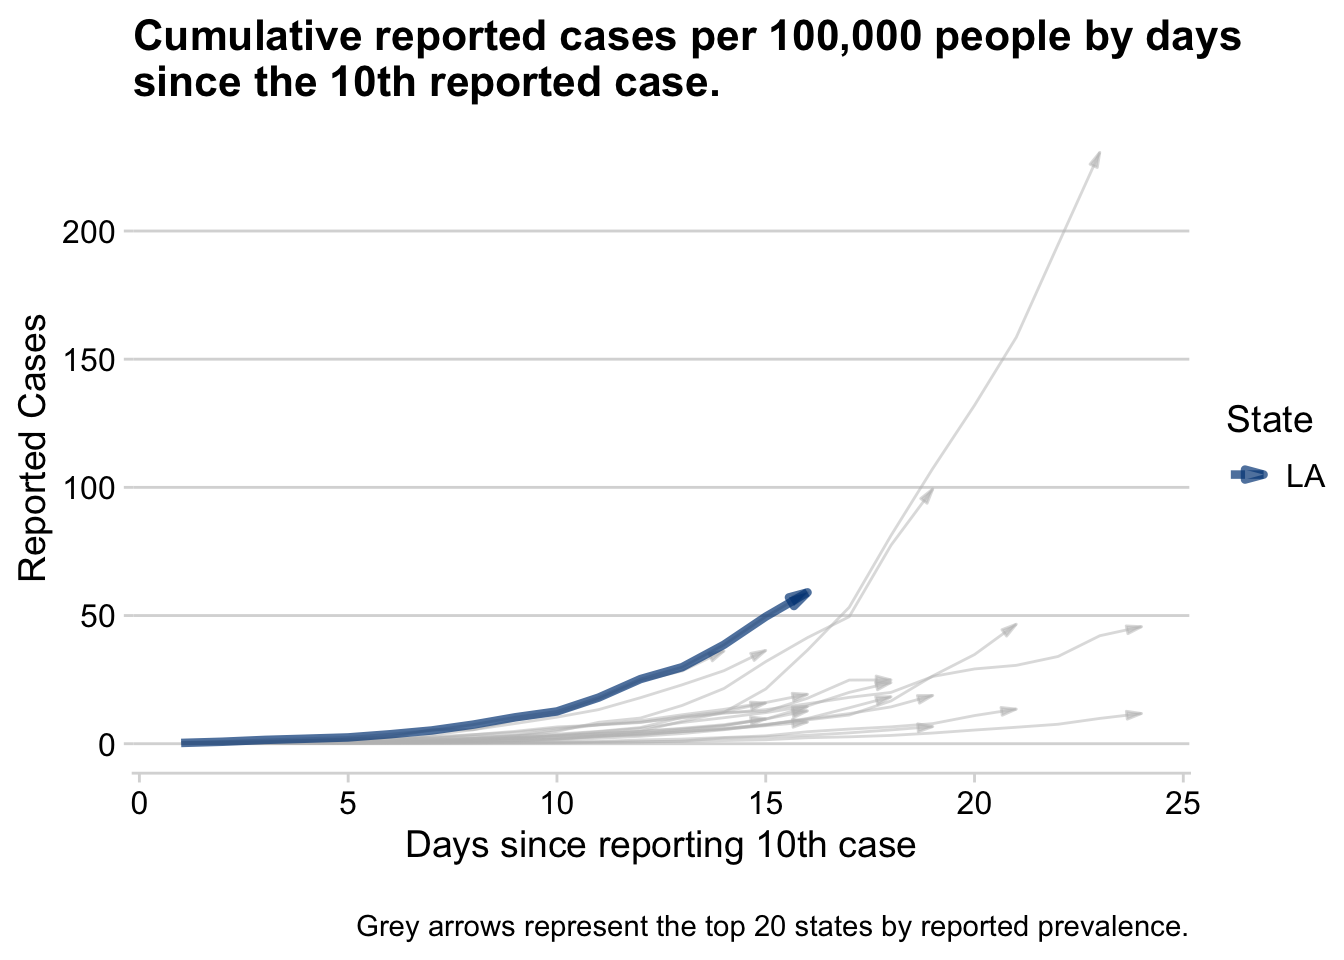 Cumulative reported cases per 100,000 people by days
since the 10th reported case.
Reported Cases
200
150
100
50
0
0 5 10 15 20 25
Days since reporting 10th case
State
LA
Grey arrows represent the top 20 states by reported prevalence.